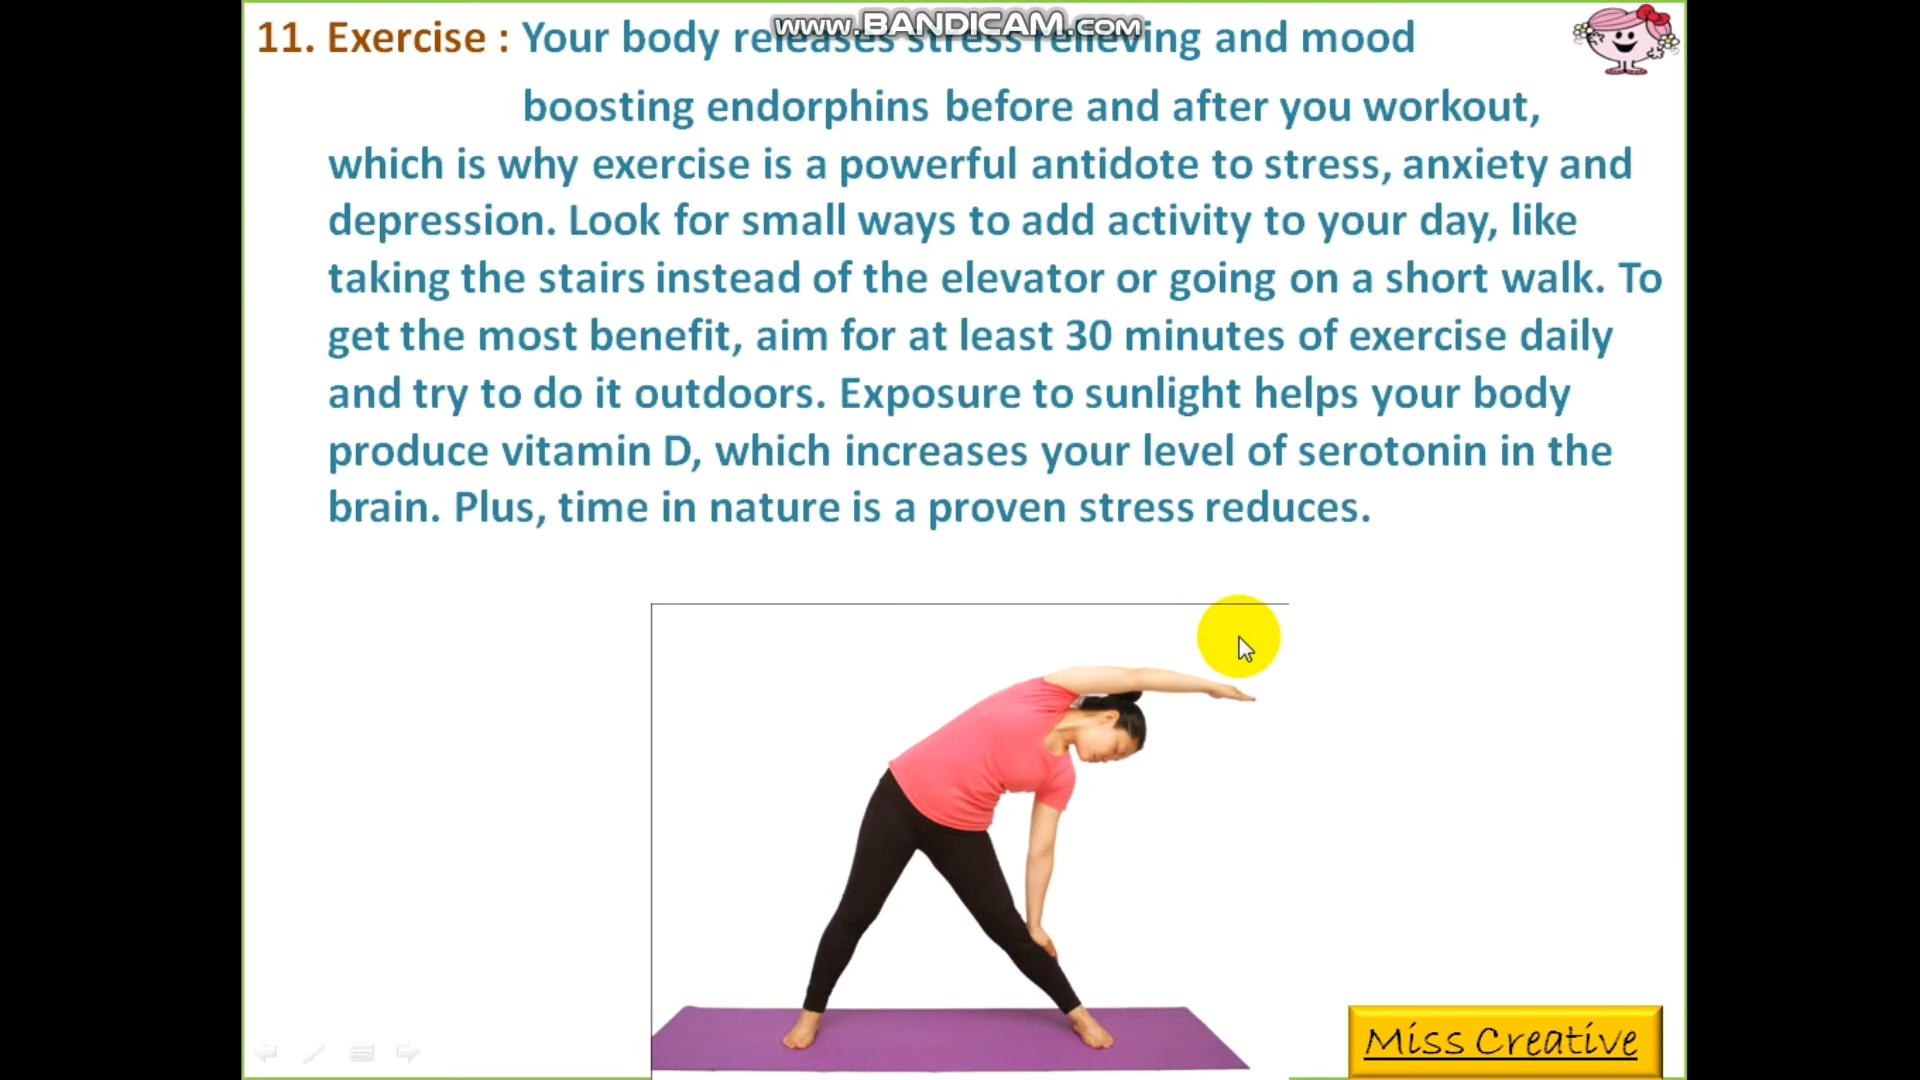 www.BANDICAM.com
11. Exercise : Your body releases stress relieving and mood
boosting endorphins before and after you workout,
which is why exercise is a powerful antidote to stress, anxiety and
depression. Look for small ways to add activity to your day, like
taking the stairs instead of the elevator or going on a short walk. To
get the most benefit, aim for at least 30 minutes of exercise daily
and try to do it outdoors. Exposure to sunlight helps your body
produce vitamin D, which increases your level of serotonin in the
brain. Plus, time in nature is a proven stress reduces.
Miss Creative